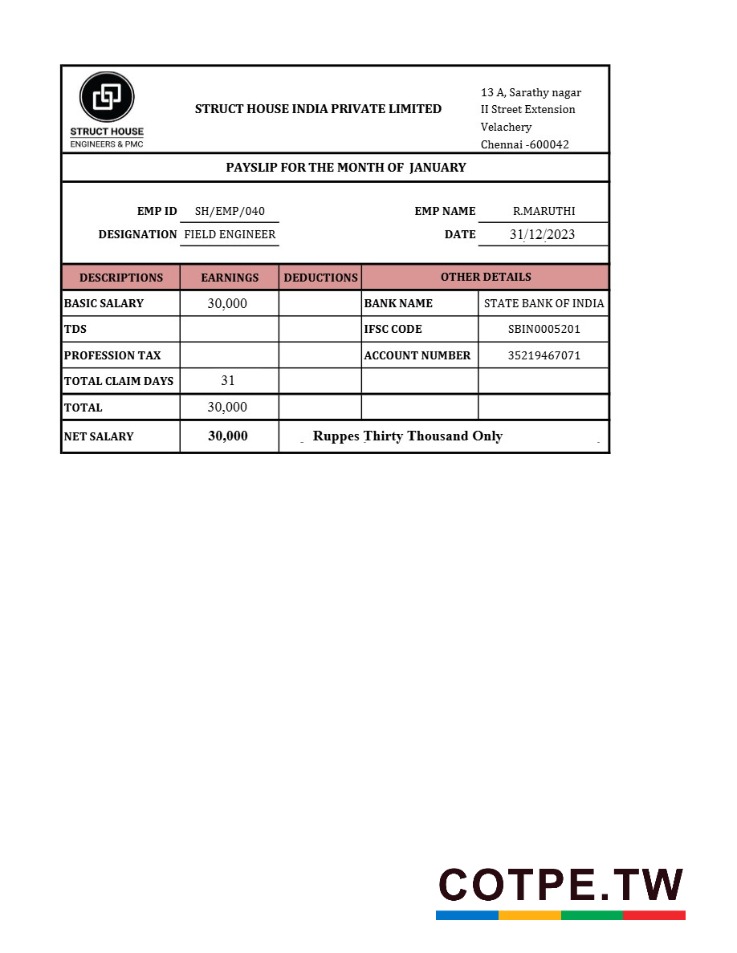 STRUCT HOUSE
ENGINEERS & PMC
STRUCT HOUSE INDIA PRIVATE LIMITED
13 A, Sarathy nagar
II Street Extension
Velachery
Chennai -600042
PAYSLIP FOR THE MONTH OF JANUARY
EMP ID SH/EMP/040 EMP NAME R.MARUTHI
DESIGNATION FIELD ENGINEER DATE 31/12/2023
DESCRIPTIONS EARNINGS DEDUCTIONS OTHER DETAILS
BASIC SALARY 30,000 BANK NAME STATE BANK OF INDIA
TDS IFSC CODE SBIN0005201
PROFESSION TAX ACCOUNT NUMBER 35219467071
TOTAL CLAIM DAYS 31
TOTAL 30,000
NET SALARY 30,000 Ruppes Thirty Thousand Only
COTPE.TW